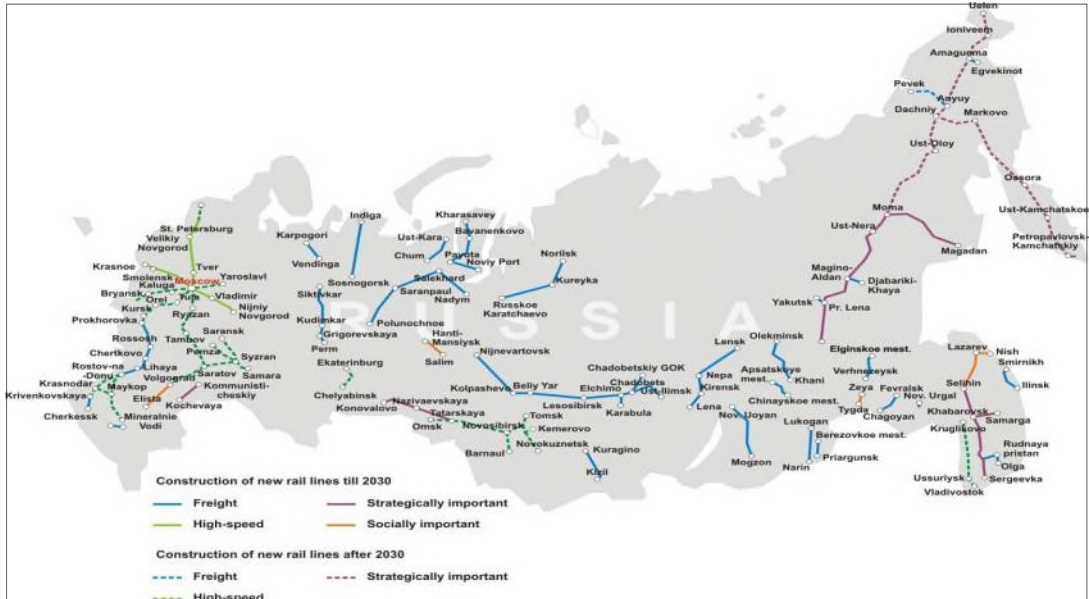 Uelen
Ioniveem
Amaguema
Egvekinot
Pevek
Anyuy
Dachniy
Markovo
Ust-Oloy
Ossora
Ust-Kamchatskoe
Petropavlovsk-
Kamchatskiy
Moma
Ust-Nera
Magadan
Magino-
Aldan
Djabariki-
Khaya
Yakutsk
Pr. Lena
St. Petersburg
Velikiy
Novgorod
Tver
Krasnoe
Smolensk
Moscow
Yaroslavl
Kaluga
Bryansk
Tula
Vladimir
Orel
Nijniy
Novgorod
Kursk
Ryazan
Prokhorovka
Saransk
Tambov
Rossosh
Penza
Syzran
Chertkovo
Samara
Rostov-na
-Donu
Lihaya
Saratov
Volgograd
Krasnodar
Maykop
Kommunisti-
cheskiy
Krivenkovskaya
Elista
Kochevaya
Cherkessk
Mineralnie
Vodi
Karpogori
Vendinga
Indiga
Sosnogorsk
Siktivkar
Kudimkar
Grigorevskaya
Perm
Ekaterinburg
Chelyabinsk
Kharasavey
Ust-Kara
Bavanenkovo
Chum
Payuta
Noviy Port
Salekhard
Saranpaul
Nadym
Polunochnoe
Hanti-
Mansiysk
Salim
Norilsk
Kureyka
Russkoe
Karatchaevo
RUSSIA
Nijnevartovsk
Kolpashevo
Beliy Yar
Lesosibirsk
Elchimo
Chadobetskiy GOK
Chadobets
Ust-Ilimsk
Karabula
Konovalovo
Nazivaevskaya
Tatarskaya
Omsk
Novosibirsk
Tomsk
Kemerovo
Novokuznetsk
Barnaul
Kuragino
Kizil
Lensk
Nepa
Kirensk
Lena
Olekminsk
Apsatskoye
mest.
Khani
Chinayskoe mest.
Nov. Uoyan
Mogzon
Lukogan
Berezovkoe mest.
Narin
Priargunsk
Elginskoe mest.
Verhnezeysk
Zeya
Tygda
Fevralsk
Nov. Urgal
Chagoyan
Lazarev
Nish
Smirnikh
Ilinsk
Selihin
Khabarovsk
Samarga
Kruglikovo
Rudnaya
pristan
Olga
Ussuriysk
Sergeevka
Vladivostok
Construction of new rail lines till 2030
Freight
Strategically important
High-speed
Socially important
Construction of new rail lines after 2030
Freight
Strategically important
High-speed